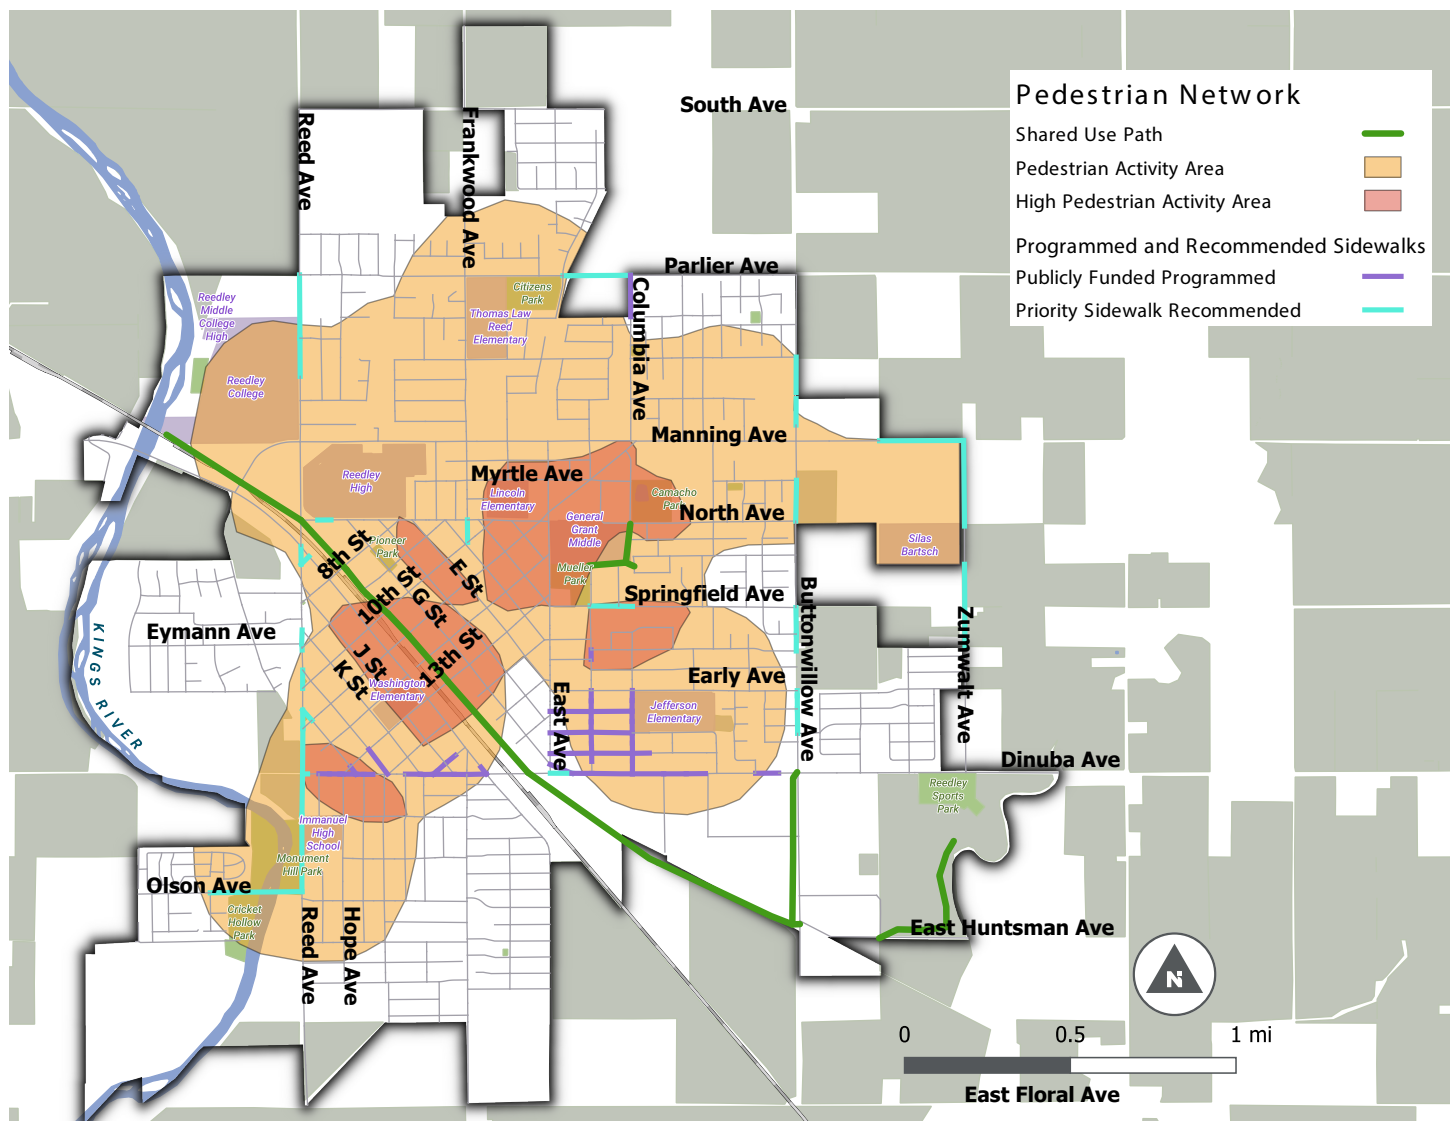 South Ave
Pedestrian Network
Shared Use Path
Pedestrian Activity Area
High Pedestrian Activity Area
Programmed and Recommended Sidewalks
Publicly Funded Programmed
Priority Sidewalk Recommended
Reed Ave
Frankwood Ave
Parlier Ave
Columbia Ave
Reedley
Middle
College
High
Citizens
Park
Thomas Law
Reed
Elementary
Reedley
College
Manning Ave
Reedley
High
Myrtle Ave
Lincoln
Elementary
Camacho
Park
North Ave
General
Grant
Middle
Silas
Bartsch
Pioneer
Park
8th St
10th St
E St
G St
13th St
J St
K St
Mueller
Park
Springfield Ave
Buttonwillow Ave
Zumwalt Ave
Eymann Ave
KINGS RIVER
Washington
Elementary
Early Ave
East Ave
Jefferson
Elementary
Dinuba Ave
Reedley
Sports
Park
Immanuel
High
School
Monument
Hill Park
Olson Ave
Cricket
Hollow
Park
Reed Ave
Hope Ave
East Huntsman Ave
N
0 0.5 1 mi
East Floral Ave